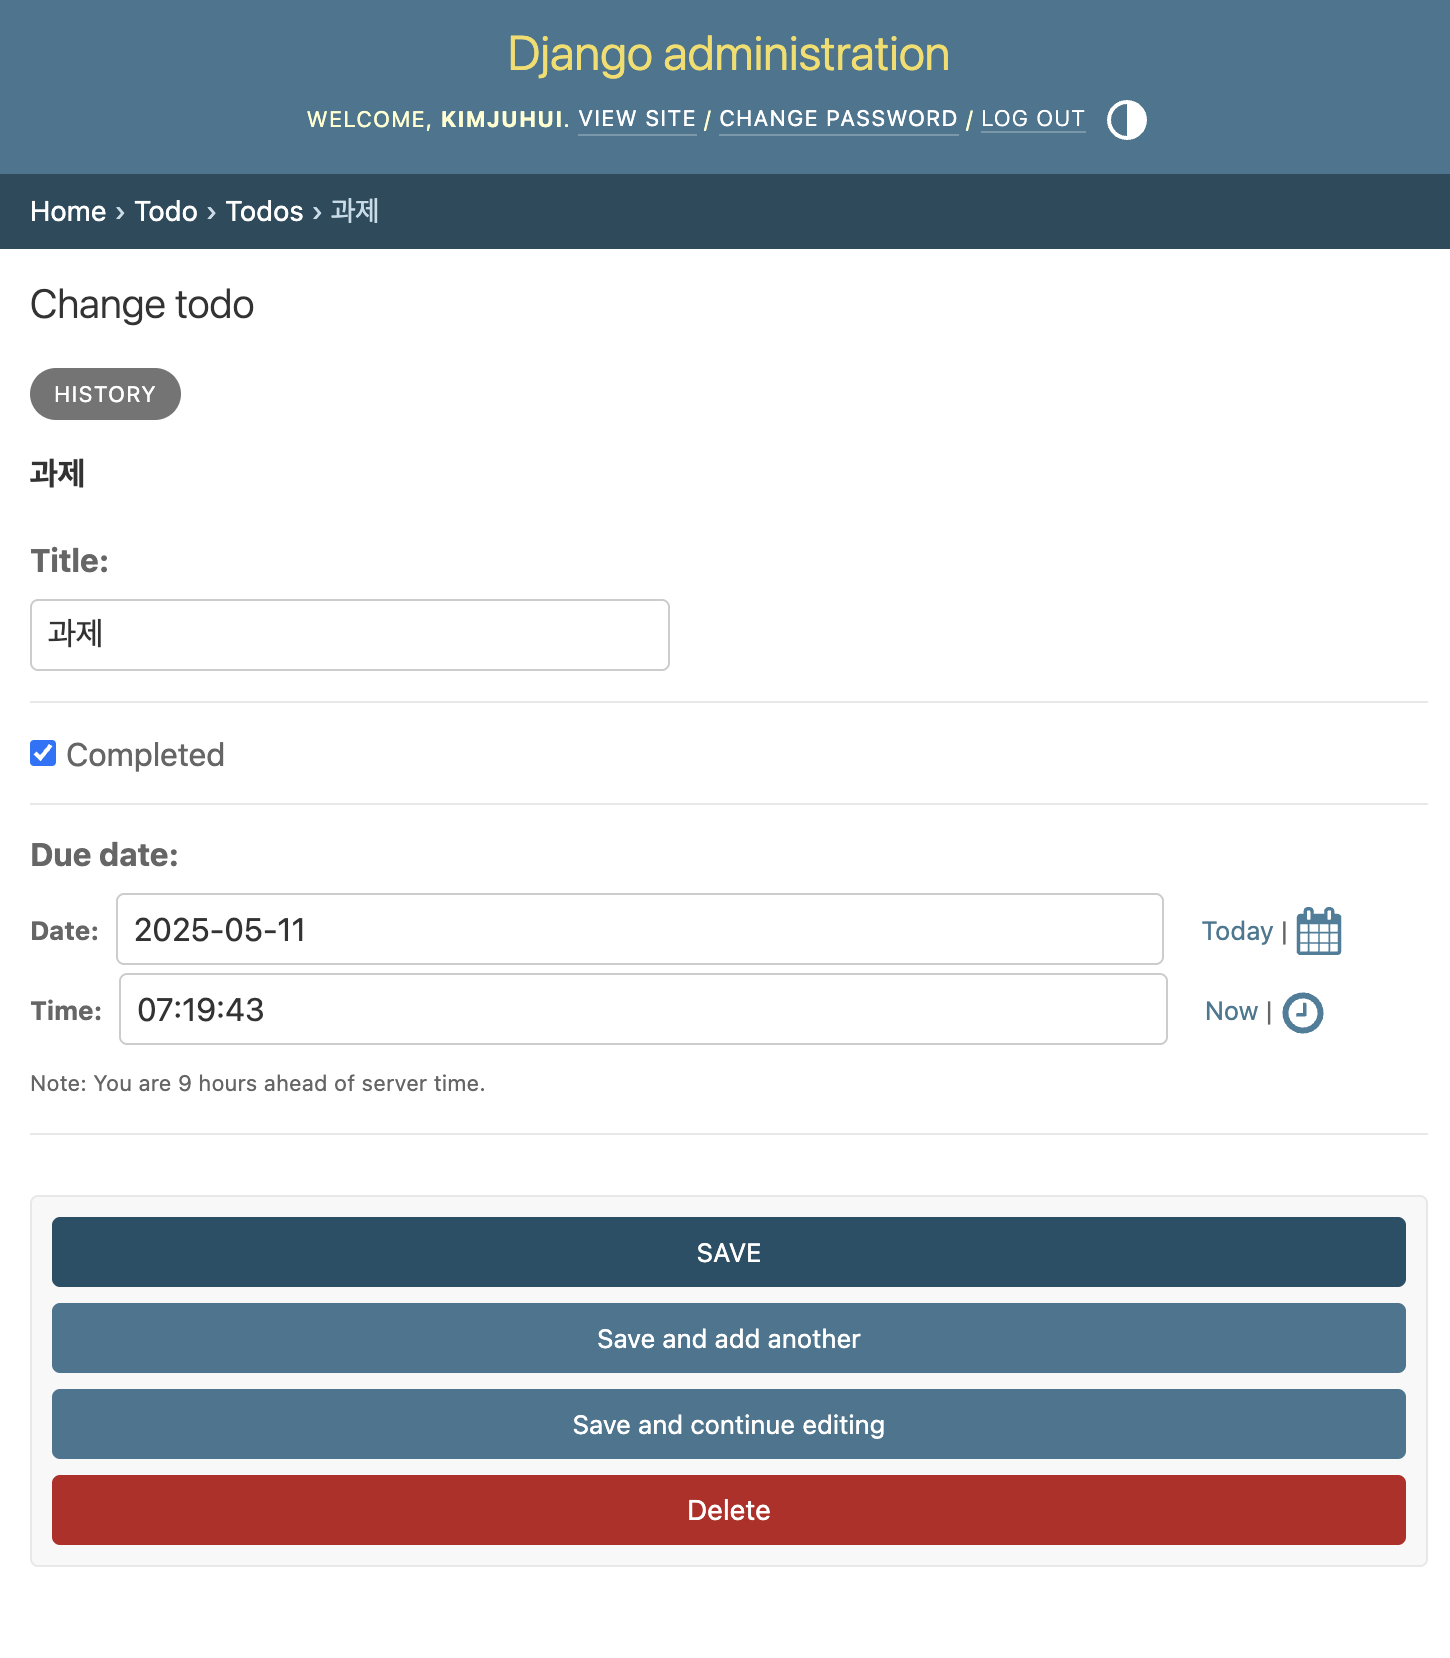 Django administration
WELCOME, KIMJUHUI. VIEW SITE / CHANGE PASSWORD / LOG OUT
Home › Todo › Todos › 과제
Change todo
HISTORY
과제
Title:
과제
Completed
Due date:
Date: 2025-05-11 Today |
Time: 07:19:43 Now |
Note: You are 9 hours ahead of server time.
SAVE
Save and add another
Save and continue editing
Delete